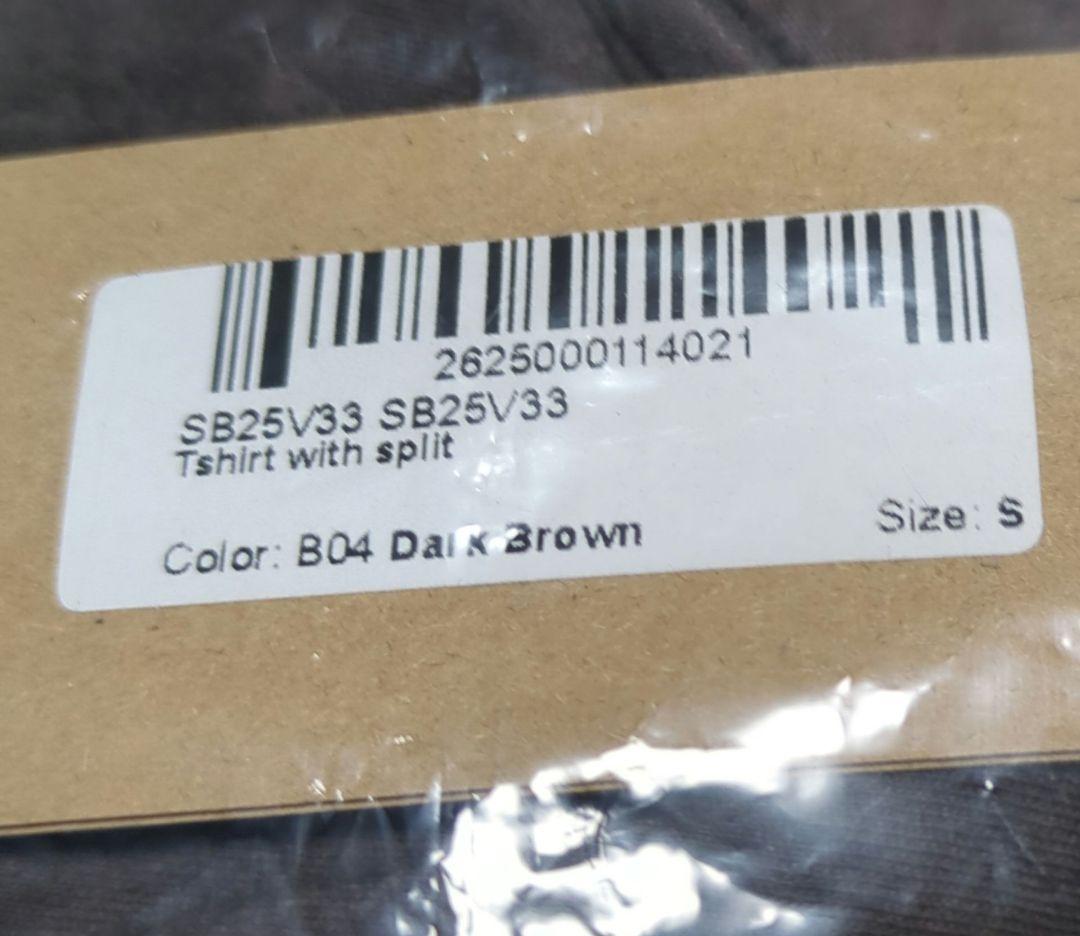 2625000114021
SB25V33 SB25V33
Tshirt with split
Color: B04 Dark Brown
Size: S